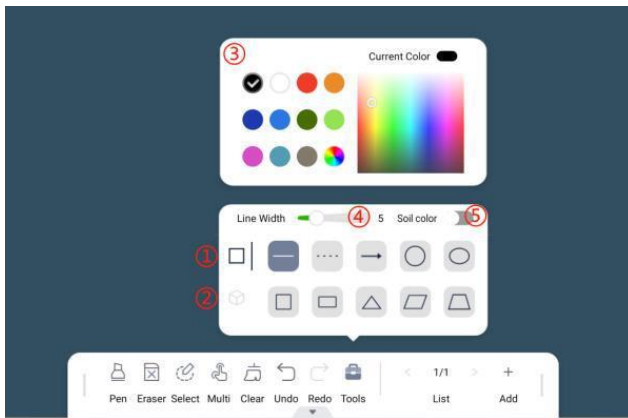 ③
Current Color
Line Width ④ 5 Soil color ⑤
①
②
1/1
Pen Eraser Select Multi Clear Undo Redo Tools List Add